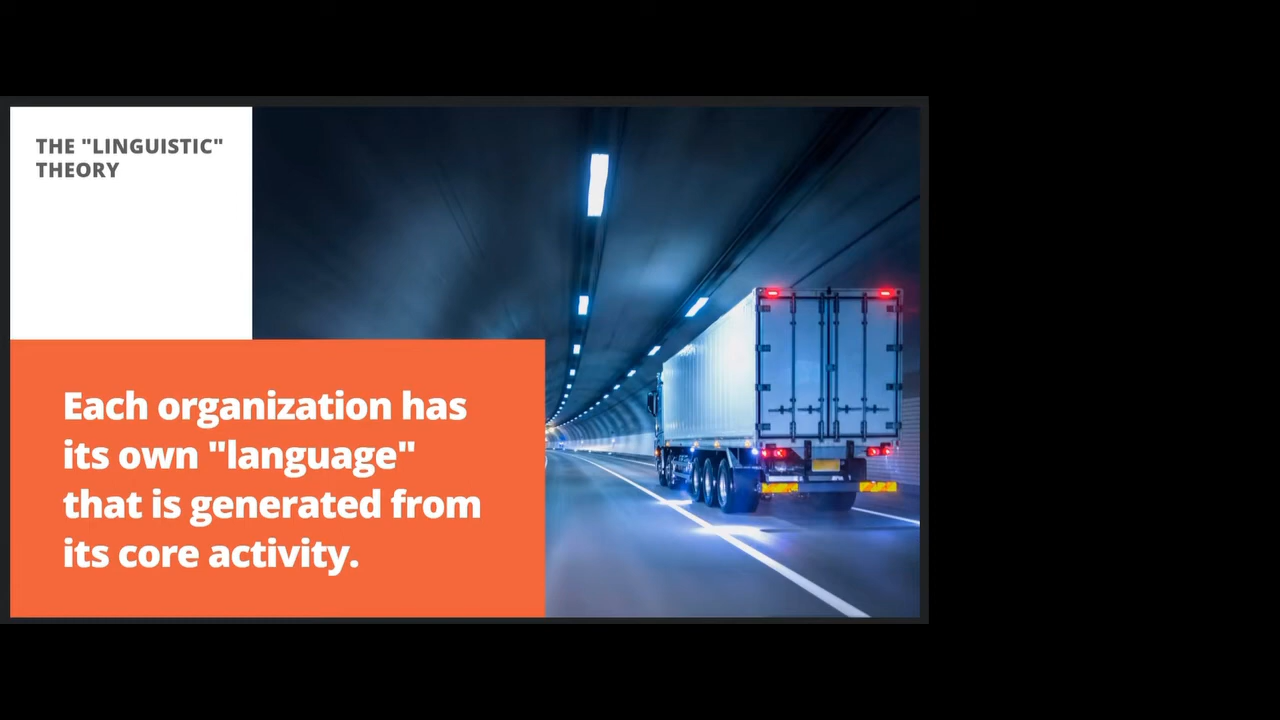 THE "LINGUISTIC"
THEORY
Each organization has
its own "language"
that is generated from
its core activity.